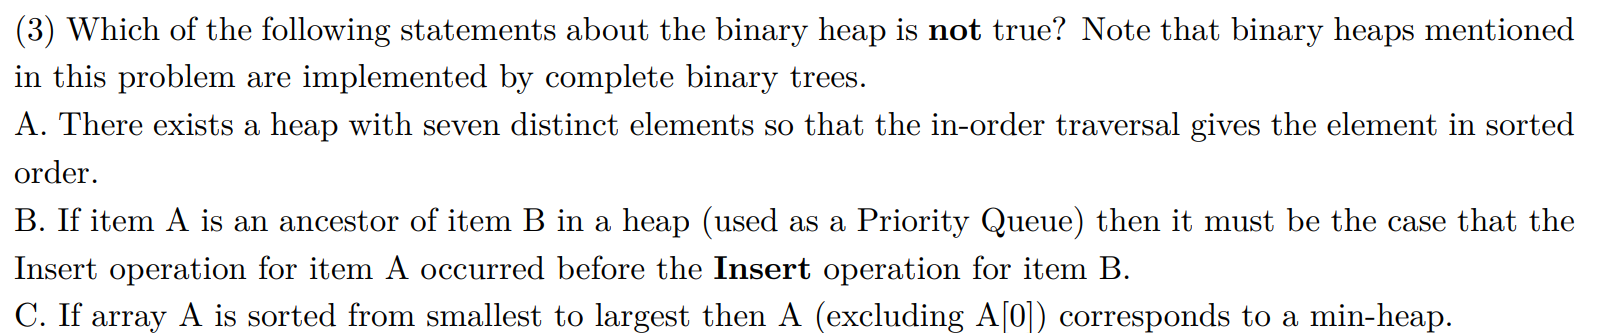 (3) Which of the following statements about the binary heap is not true? Note that binary heaps mentioned
in this problem are implemented by complete binary trees.
A. There exists a heap with seven distinct elements so that the in-order traversal gives the element in sorted
order.
B. If item A is an ancestor of item B in a heap (used as a Priority Queue) then it must be the case that the
Insert operation for item A occurred before the Insert operation for item B.
C. If array A is sorted from smallest to largest then A (excluding A[0]) corresponds to a min-heap.